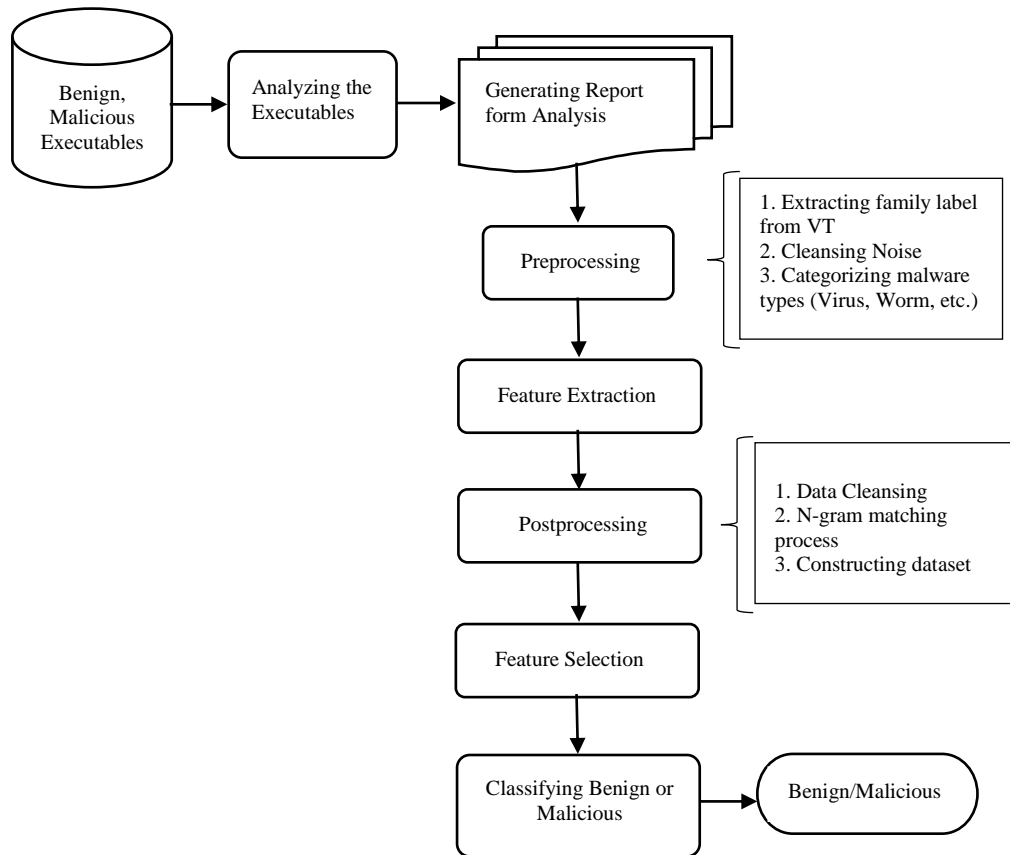 Benign,
Malicious
Executables
Analyzing the
Executables
Generating Report
form Analysis
Preprocessing
1. Extracting family label
from VT
2. Cleansing Noise
3. Categorizing malware
types (Virus, Worm, etc.)
Feature Extraction
Postprocessing
1. Data Cleansing
2. N-gram matching
process
3. Constructing dataset
Feature Selection
Classifying Benign or
Malicious
Benign/Malicious